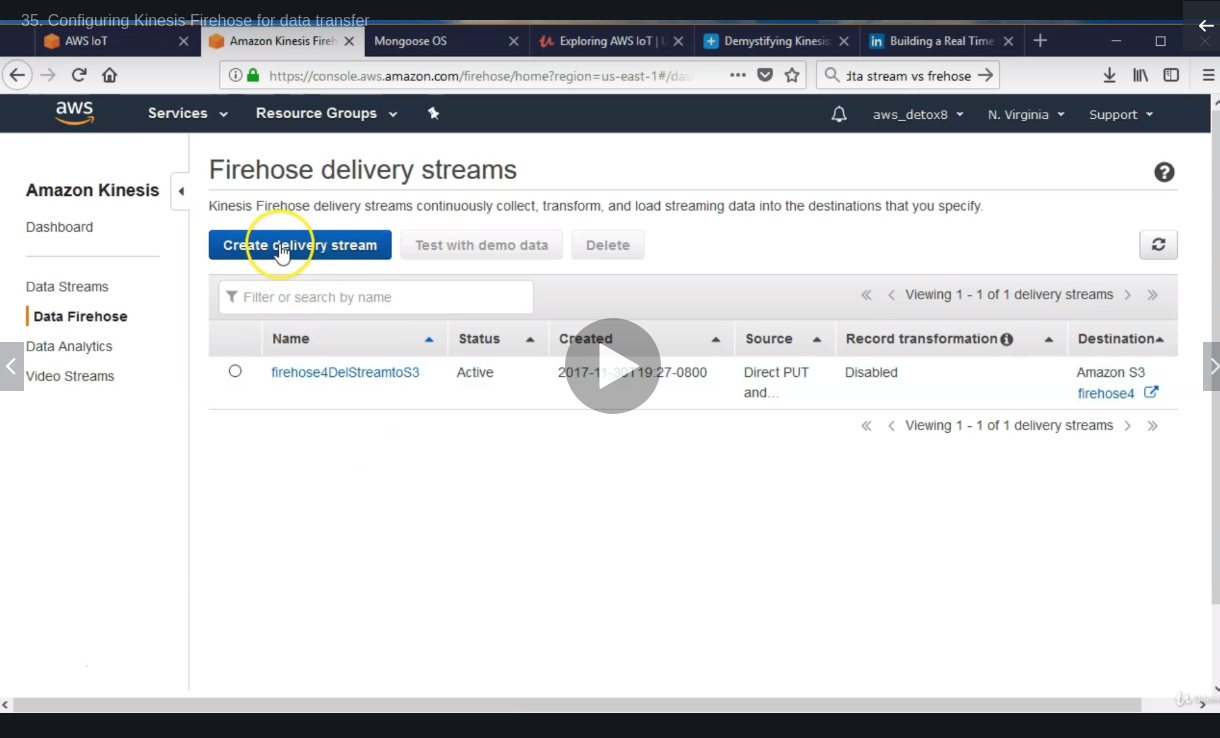 35. Configuring Kinesis Firehose for data transfer
AWS IoT
Amazon Kinesis Fireh
Mongoose OS
Exploring AWS IoT | U
Demystifying Kinesis
Building a Real Time
https://console.aws.amazon.com/firehose/home?region=us-east-1#/das
ata stream vs frehose
aws
Services
Resource Groups
aws_detox8
N. Virginia
Support
Amazon Kinesis
Dashboard
Data Streams
Data Firehose
Data Analytics
Video Streams
Firehose delivery streams
Kinesis Firehose delivery streams continuously collect, transform, and load streaming data into the destinations that you specify.
Create delivery stream
Test with demo data
Delete
Filter or search by name
Viewing 1 - 1 of 1 delivery streams
Name
Status
Created
Source
Record transformation
Destination
firehose4DelStreamtoS3
Active
2017-11-30T19:27-0800
Direct PUT
and...
Disabled
Amazon S3
firehose4
Viewing 1 - 1 of 1 delivery streams